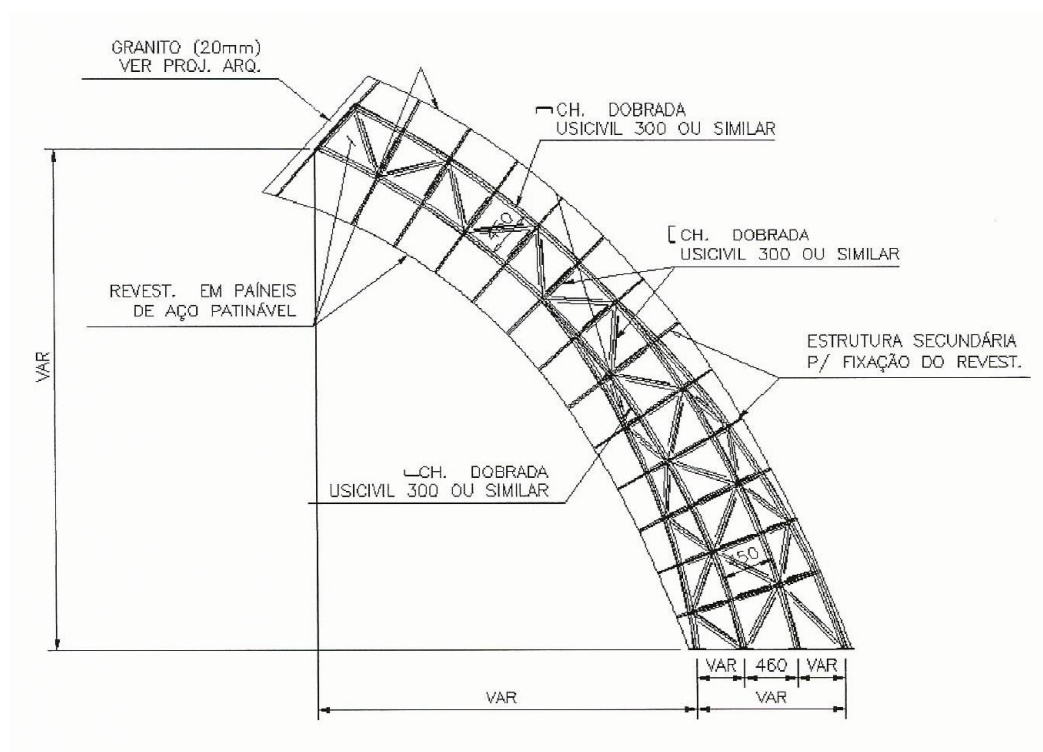 GRANITO (20mm)
VER PROJ. ARQ.
CH. DOBRADA
USICIVIL 300 OU SIMILAR
460
CH. DOBRADA
USICIVIL 300 OU SIMILAR
REVEST. EM PAÍNEIS
DE AÇO PATINÁVEL
ESTRUTURA SECUNDÁRIA
P/ FIXAÇÃO DO REVEST.
VAR
CH. DOBRADA
USICIVIL 300 OU SIMILAR
VAR
460
VAR
VAR
VAR